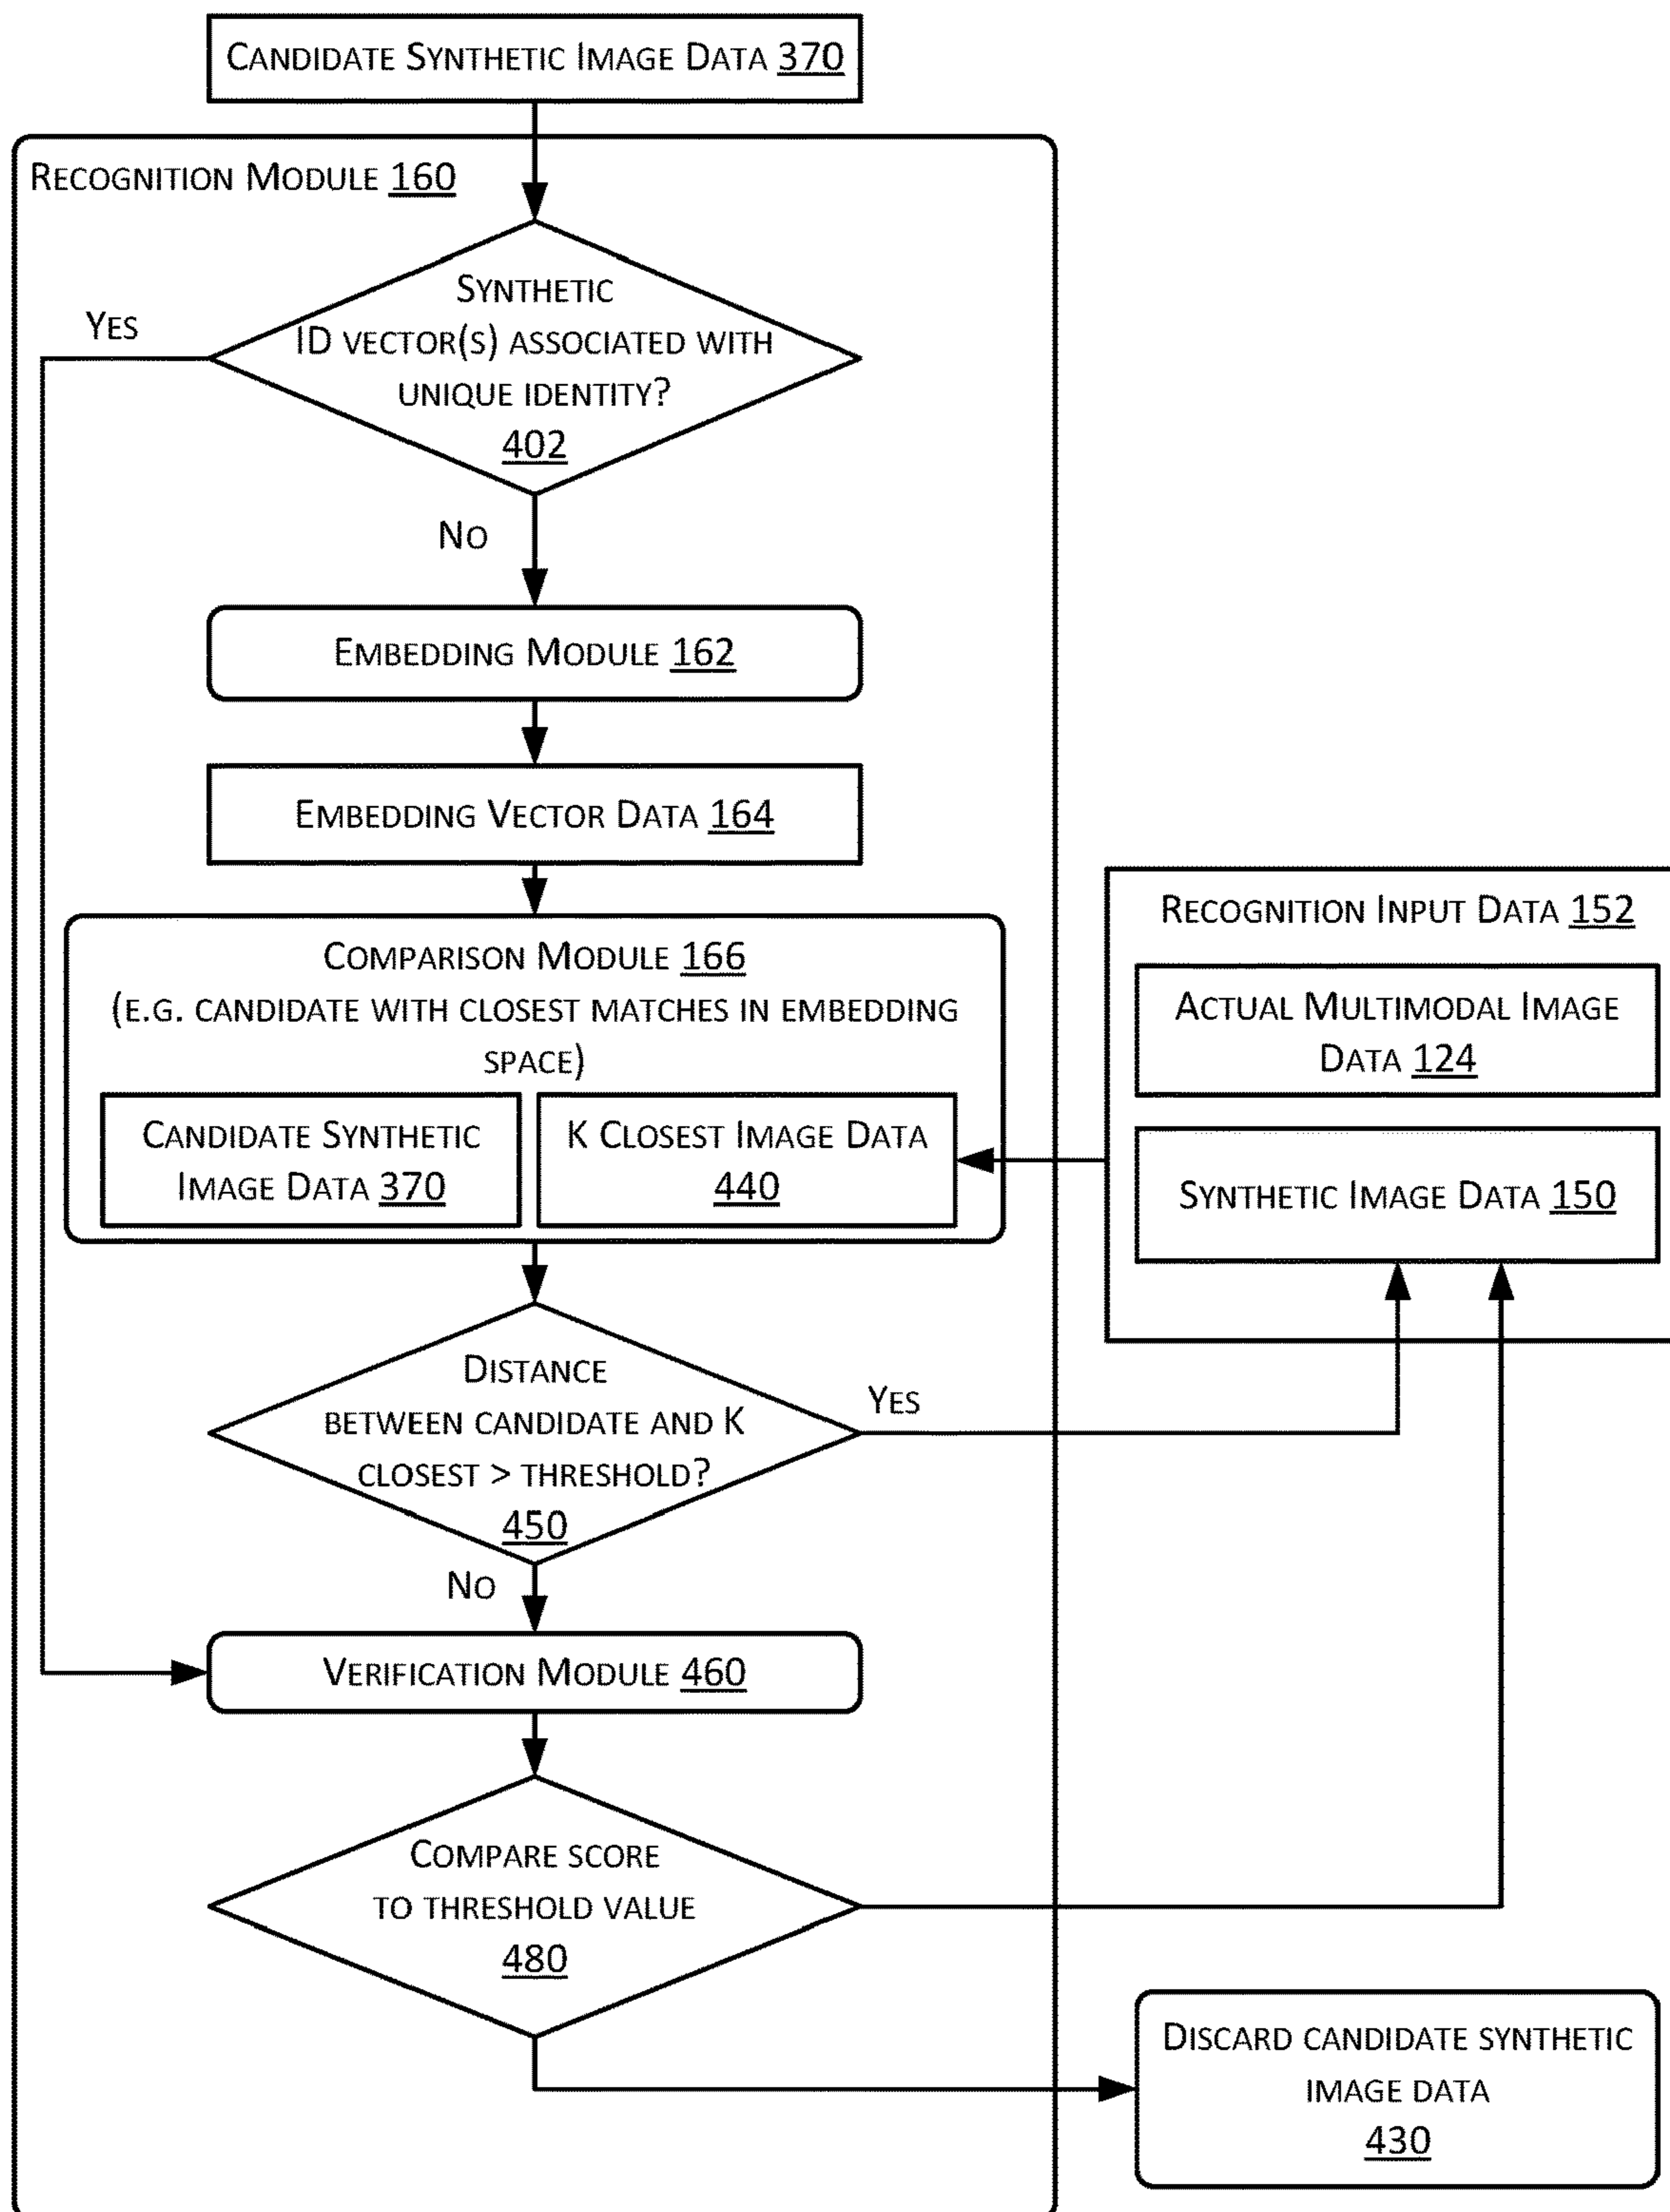 CANDIDATE SYNTHETIC IMAGE DATA 370
RECOGNITION MODULE 160
SYNTHETIC
ID VECTOR(S) ASSOCIATED WITH
UNIQUE IDENTITY?
402
YES
NO
EMBEDDING MODULE 162
EMBEDDING VECTOR DATA 164
COMPARISON MODULE 166
(E.G. CANDIDATE WITH CLOSEST MATCHES IN EMBEDDING
SPACE)
CANDIDATE SYNTHETIC
IMAGE DATA 370
K CLOSEST IMAGE DATA
440
RECOGNITION INPUT DATA 152
ACTUAL MULTIMODAL IMAGE
DATA 124
SYNTHETIC IMAGE DATA 150
DISTANCE
BETWEEN CANDIDATE AND K
CLOSEST > THRESHOLD?
450
YES
NO
VERIFICATION MODULE 460
COMPARE SCORE
TO THRESHOLD VALUE
480
DISCARD CANDIDATE SYNTHETIC
IMAGE DATA
430